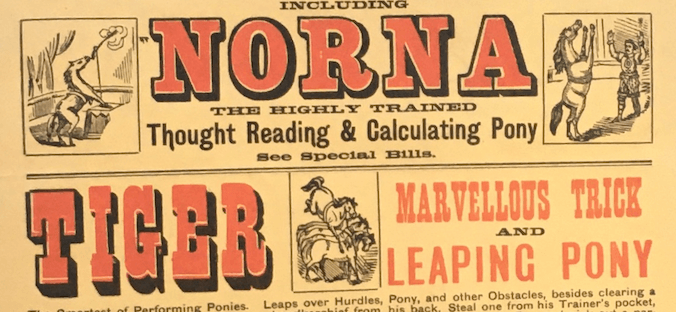 INCLUDING
"NORNA
THE HIGHLY TRAINED
Thought Reading & Calculating Pony
See Special Bills.
TIGER
MARVELLOUS TRICK
AND
LEAPING PONY
The Smartest of Performing Ponies. Leaps over Hurdles, Pony, and other Obstacles, besides clearing a
his back. Steal one from his Trainer's pocket,